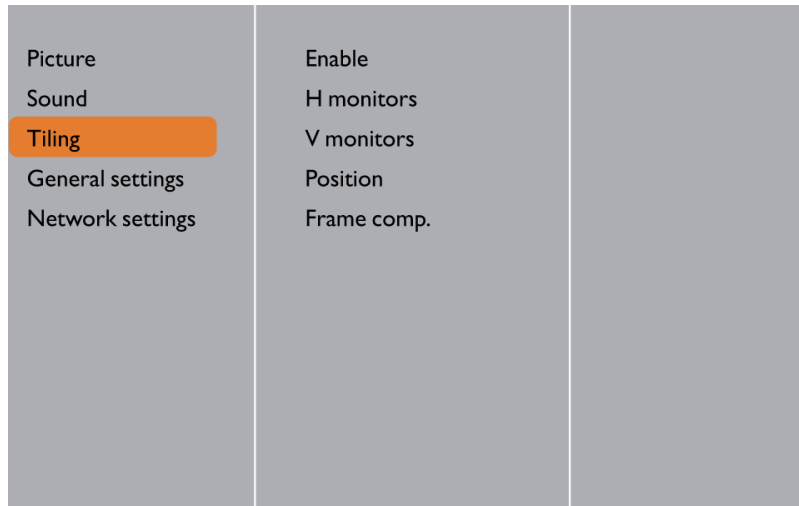 Picture
Sound
Tiling
General settings
Network settings
Enable
H monitors
V monitors
Position
Frame comp.